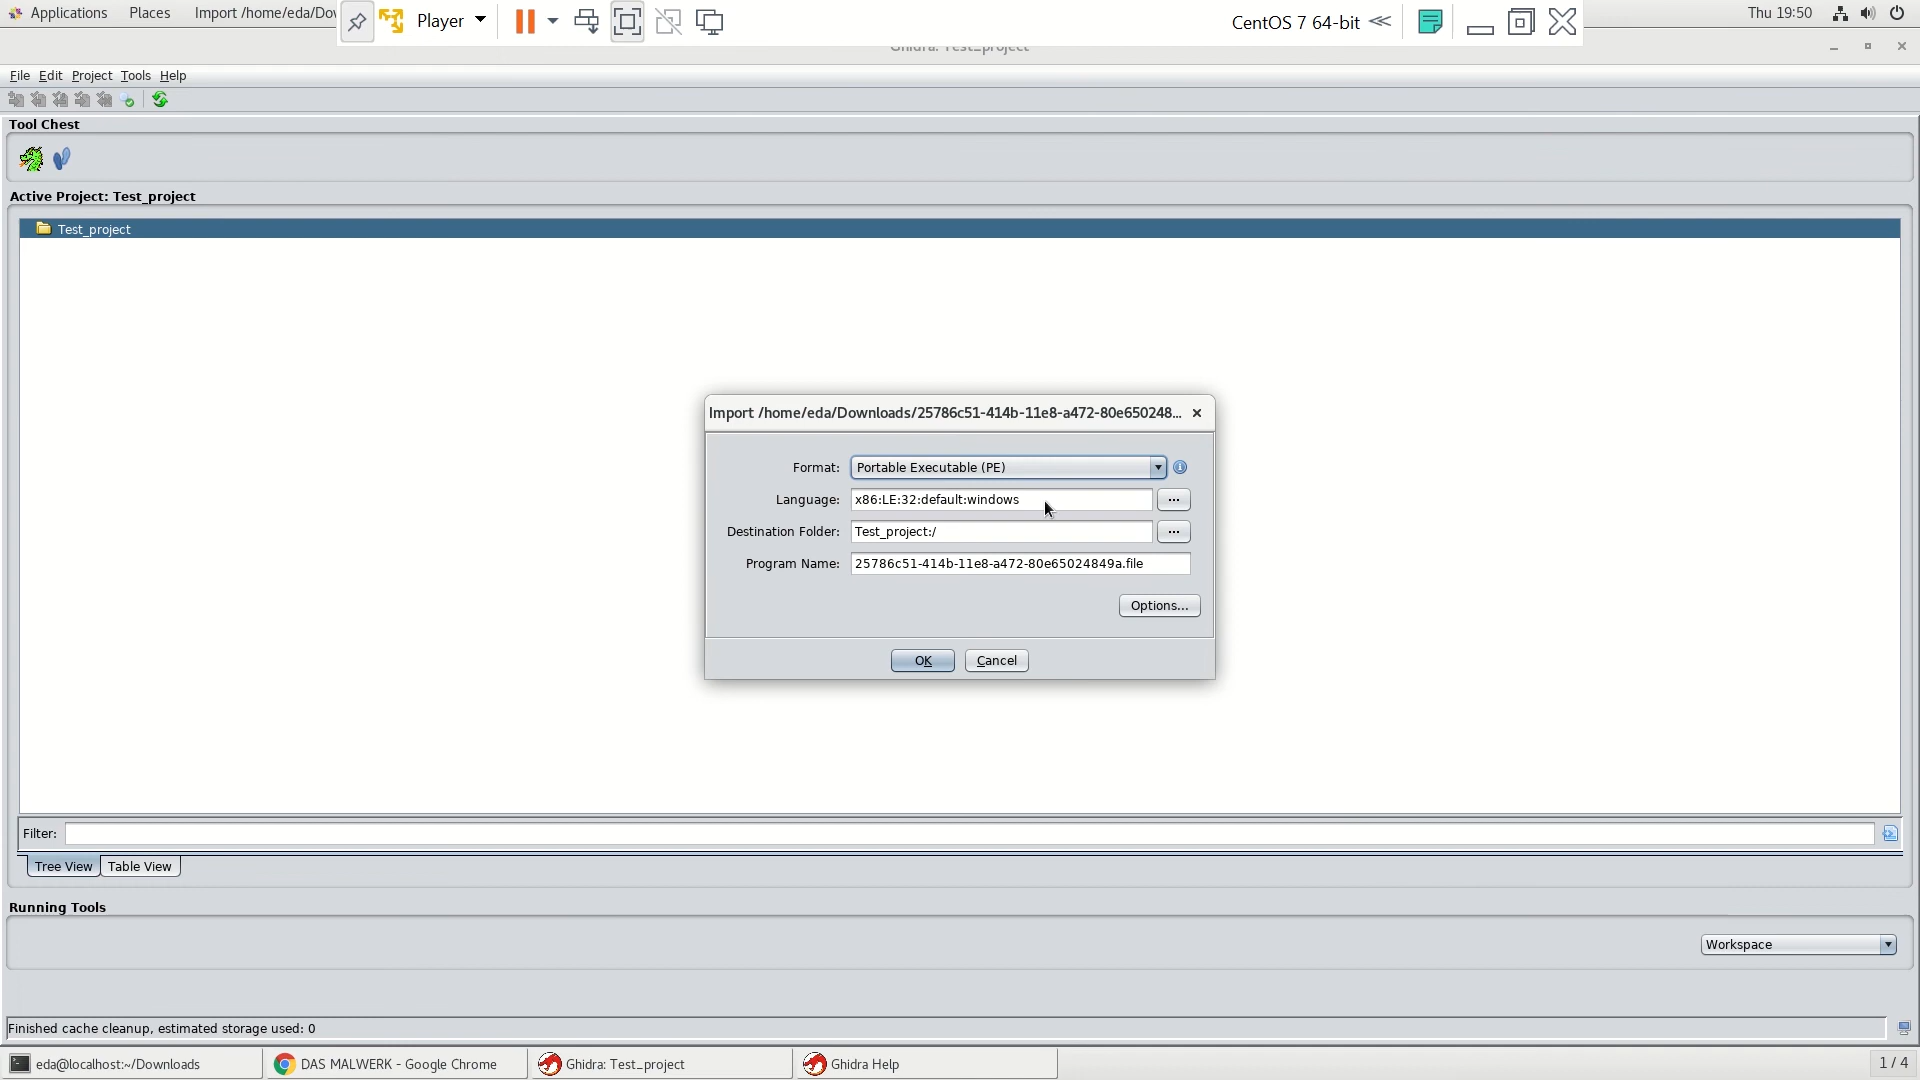 Applications Places Import /home/eda/Dov
Player
CentOS 7 64-bit
Thu 19:50
Ghidra: Test_project
File Edit Project Tools Help
Tool Chest
Active Project: Test_project
Test_project
Import /home/eda/Downloads/25786c51-414b-11e8-a472-80e650248... ×
Format: Portable Executable (PE)
Language: x86:LE:32:default:windows ...
Destination Folder: Test_project:/ ...
Program Name: 25786c51-414b-11e8-a472-80e65024849a.file
Options...
OK Cancel
Filter:
Tree View Table View
Running Tools
Workspace
Finished cache cleanup, estimated storage used: 0
eda@localhost:~/Downloads DAS MALWERK - Google Chrome Ghidra: Test_project Ghidra Help 1 / 4